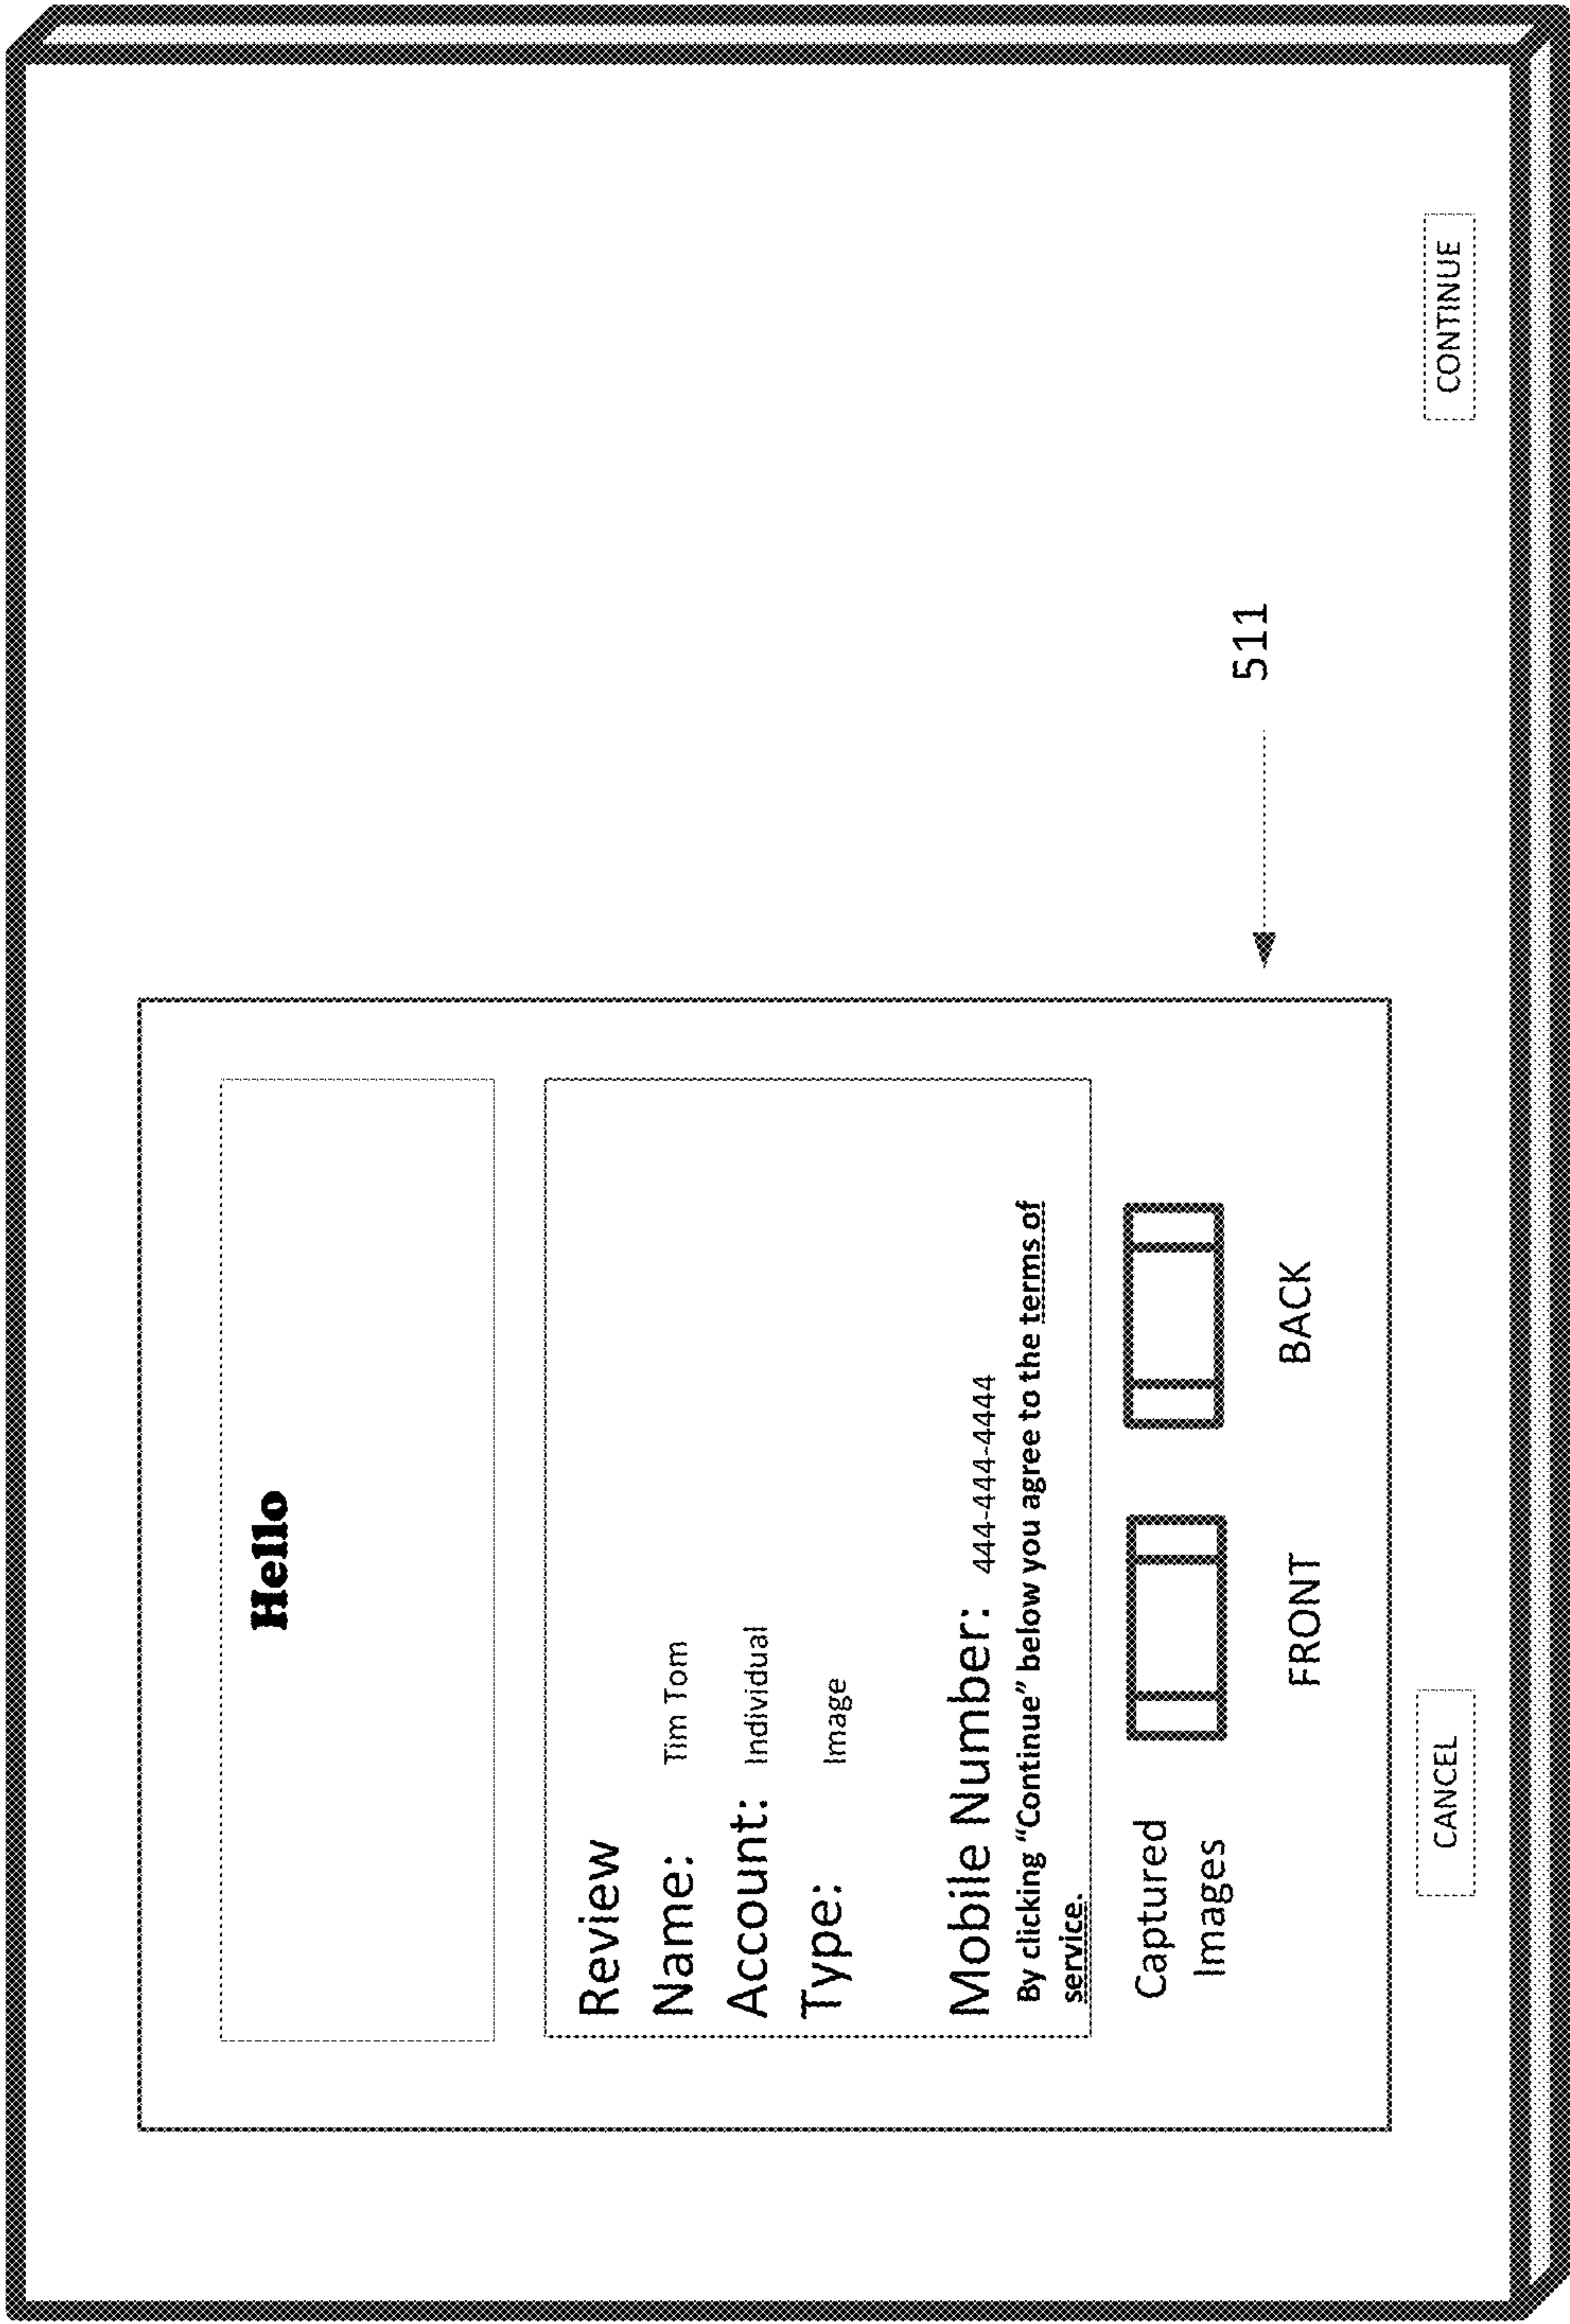 Hello
Review
Name: Tim Tom
Account: Individual
Type: Image
Mobile Number: 444-444-4444
By clicking “Continue” below you agree to the terms of
service.
Captured
Images
FRONT
BACK
511
CANCEL
CONTINUE